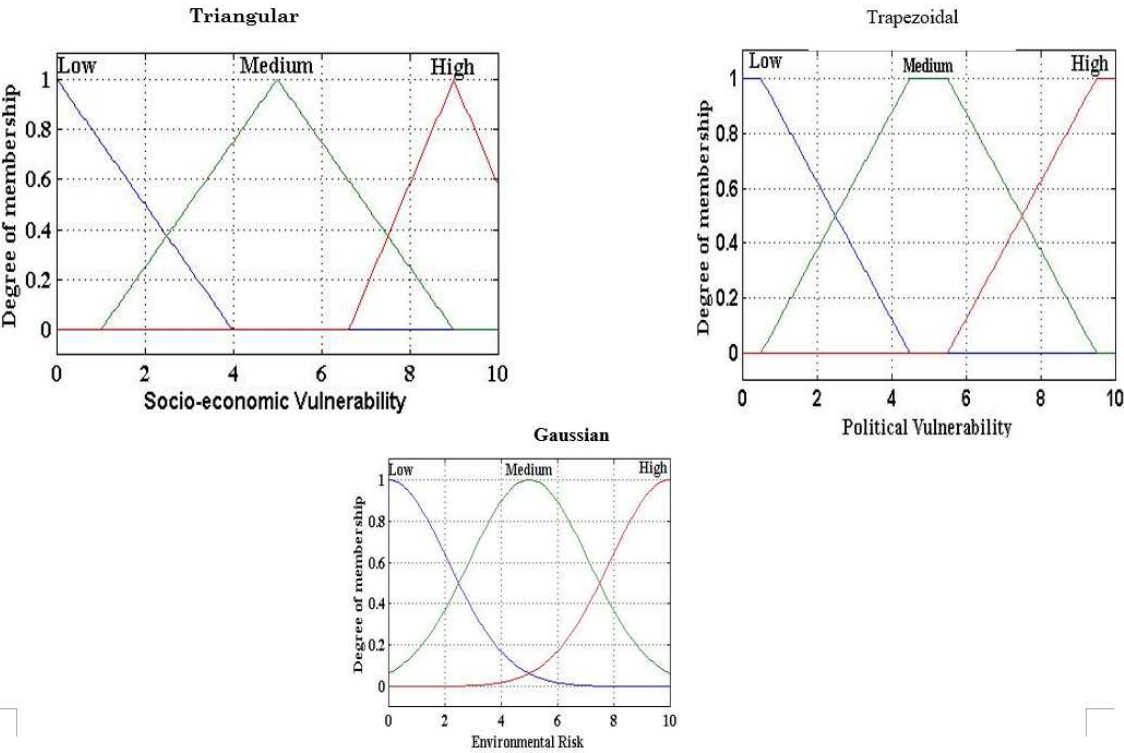 Triangular
Low Medium High
1
0.8
0.6
0.4
0.2
0
0 2 4 6 8 10
Degree of membership
Socio-economic Vulnerability
Trapezoidal
Low Medium High
1
0.8
0.6
0.4
0.2
0
0 2 4 6 8 10
Degree of membership
Political Vulnerability
Gaussian
Low Medium High
1
0.8
0.6
0.4
0.2
0
0 2 4 6 8 10
Degree of membership
Environmental Risk